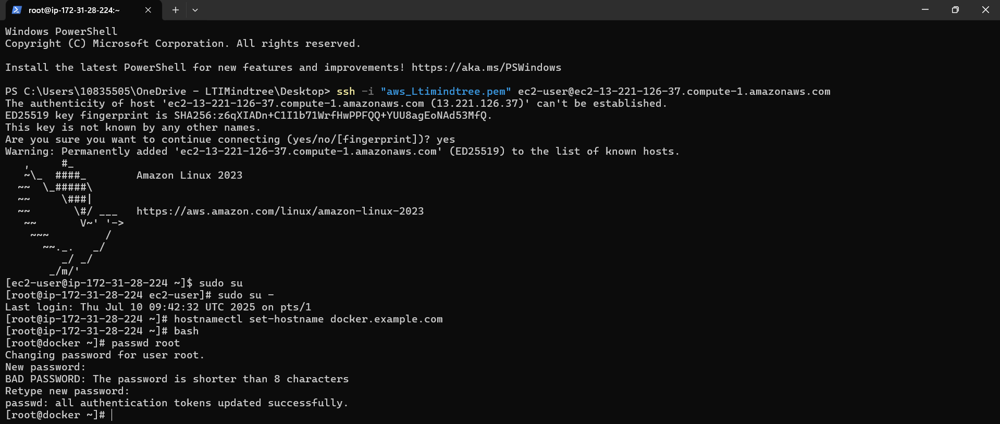 root@ip-172-31-28-224:~
Windows PowerShell
Copyright (C) Microsoft Corporation. All rights reserved.
Install the latest PowerShell for new features and improvements! https://aka.ms/PSWindows
PS C:\Users\10835505\OneDrive - LTIMindtree\Desktop> ssh -i "aws_Ltimindtree.pem" ec2-user@ec2-13-221-126-37.compute-1.amazonaws.com
The authenticity of host 'ec2-13-221-126-37.compute-1.amazonaws.com (13.221.126.37)' can't be established.
ED25519 key fingerprint is SHA256:z6qXIADn+C1I1b71WrfHwPPFQQ+YUU8agEoNAd53MfQ.
This key is not known by any other names.
Are you sure you want to continue connecting (yes/no/[fingerprint])? yes
Warning: Permanently added 'ec2-13-221-126-37.compute-1.amazonaws.com' (ED25519) to the list of known hosts.
   ,     #_
   ~\_  ####_        Amazon Linux 2023
  ~~  \_#####\
  ~~     \###|
  ~~       \#/ ___   https://aws.amazon.com/linux/amazon-linux-2023
   ~~       V~' '->
    ~~~         /
      ~~._.   _/
         _/ _/
       _/m/'
[ec2-user@ip-172-31-28-224 ~]$ sudo su
[root@ip-172-31-28-224 ec2-user]# sudo su -
Last login: Thu Jul 10 09:42:32 UTC 2025 on pts/1
[root@ip-172-31-28-224 ~]# hostnamectl set-hostname docker.example.com
[root@ip-172-31-28-224 ~]# bash
[root@docker ~]# passwd root
Changing password for user root.
New password:
BAD PASSWORD: The password is shorter than 8 characters
Retype new password:
passwd: all authentication tokens updated successfully.
[root@docker ~]#